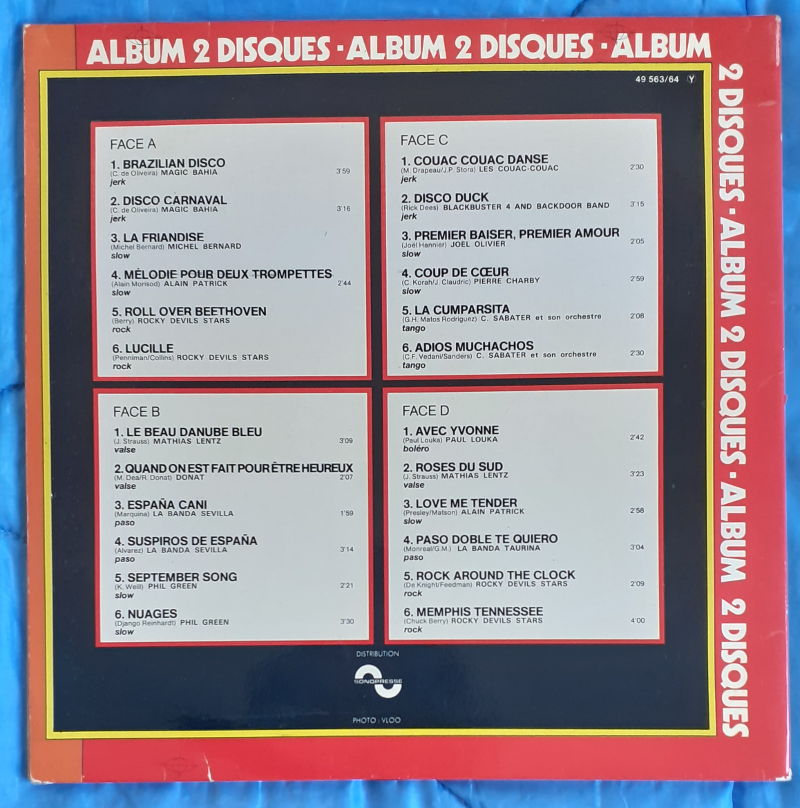 ALBUM 2 DISQUES · ALBUM 2 DISQUES · ALBUM
2 DISQUES · ALBUM 2 DISQUES · ALBUM 2 DISQUES
49 563/64 Y
FACE A
1. BRAZILIAN DISCO
(C. de Oliveira) MAGIC BAHIA 3'59
jerk
2. DISCO CARNAVAL
(C. de Oliveira) MAGIC BAHIA 3'16
jerk
3. LA FRIANDISE
(Michel Bernard) MICHEL BERNARD
slow
4. MÉLODIE POUR DEUX TROMPETTES
(Alain Morisod) ALAIN PATRICK 2'44
slow
5. ROLL OVER BEETHOVEN
(Berry) ROCKY DEVILS STARS
rock
6. LUCILLE
(Penniman/Collins) ROCKY DEVILS STARS
rock
FACE B
1. LE BEAU DANUBE BLEU
(J. Strauss) MATHIAS LENTZ 3'09
valse
2. QUAND ON EST FAIT POUR ÊTRE HEUREUX
(M. Dea/R. Donat) DONAT 2'07
valse
3. ESPAÑA CANI
(Marquina) LA BANDA SEVILLA 1'59
paso
4. SUSPIROS DE ESPAÑA
(Alvarez) LA BANDA SEVILLA 3'14
paso
5. SEPTEMBER SONG
(K. Weill) PHIL GREEN 2'21
slow
6. NUAGES
(Django Reinhardt) PHIL GREEN 3'30
slow
FACE C
1. COUAC COUAC DANSE
(M. Drapeau/J.P. Stora) LES COUAC-COUAC 2'30
jerk
2. DISCO DUCK
(Rick Dees) BLACKBUSTER 4 AND BACKDOOR BAND 3'15
jerk
3. PREMIER BAISER, PREMIER AMOUR
(Joël Hannier) JOËL OLIVIER 2'05
slow
4. COUP DE CŒUR
(C. Korah/J. Claudric) PIERRE CHARBY 2'59
slow
5. LA CUMPARSITA
(G.H. Matos Rodriguez) C. SABATER et son orchestre 2'08
tango
6. ADIOS MUCHACHOS
(C.F. Vedani/Sanders) C. SABATER et son orchestre 2'30
tango
FACE D
1. AVEC YVONNE
(Paul Louka) PAUL LOUKA 2'42
boléro
2. ROSES DU SUD
(J. Strauss) MATHIAS LENTZ 3'23
valse
3. LOVE ME TENDER
(Presley/Matson) ALAIN PATRICK 2'58
slow
4. PASO DOBLE TE QUIERO
(Monreal/G.M.) LA BANDA TAURINA 3'04
paso
5. ROCK AROUND THE CLOCK
(De Knight/Feedman) ROCKY DEVILS STARS 2'09
rock
6. MEMPHIS TENNESSEE
(Chuck Berry) ROCKY DEVILS STARS 4'00
rock
DISTRIBUTION
SONOPRESSE
PHOTO : VLOO